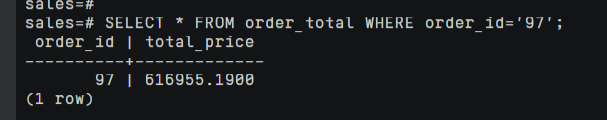 sales=#
sales=# SELECT * FROM order_total WHERE order_id='97';
 order_id | total_price
----------+-------------
       97 | 616955.1900
(1 row)